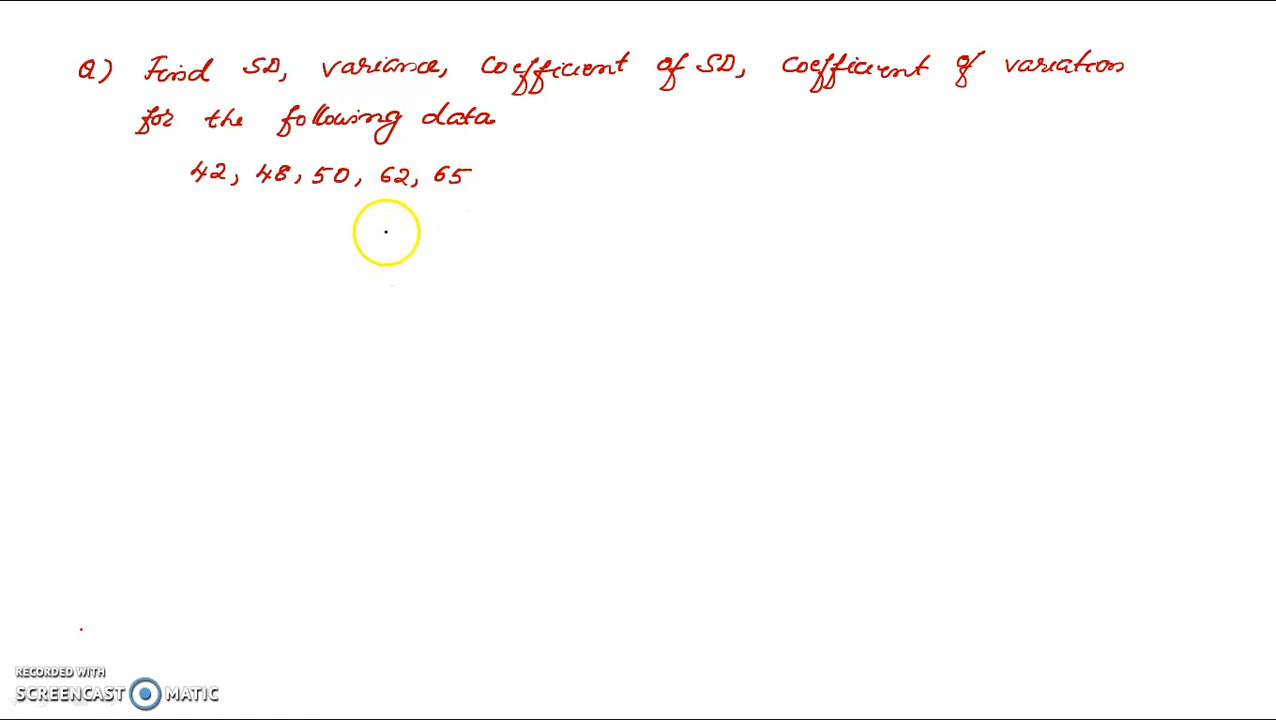 Q) Find SD, variance, coefficient of SD, coefficient of variation
for the following data
42, 48, 50, 62, 65
RECORDED WITH
SCREENCAST MATIC